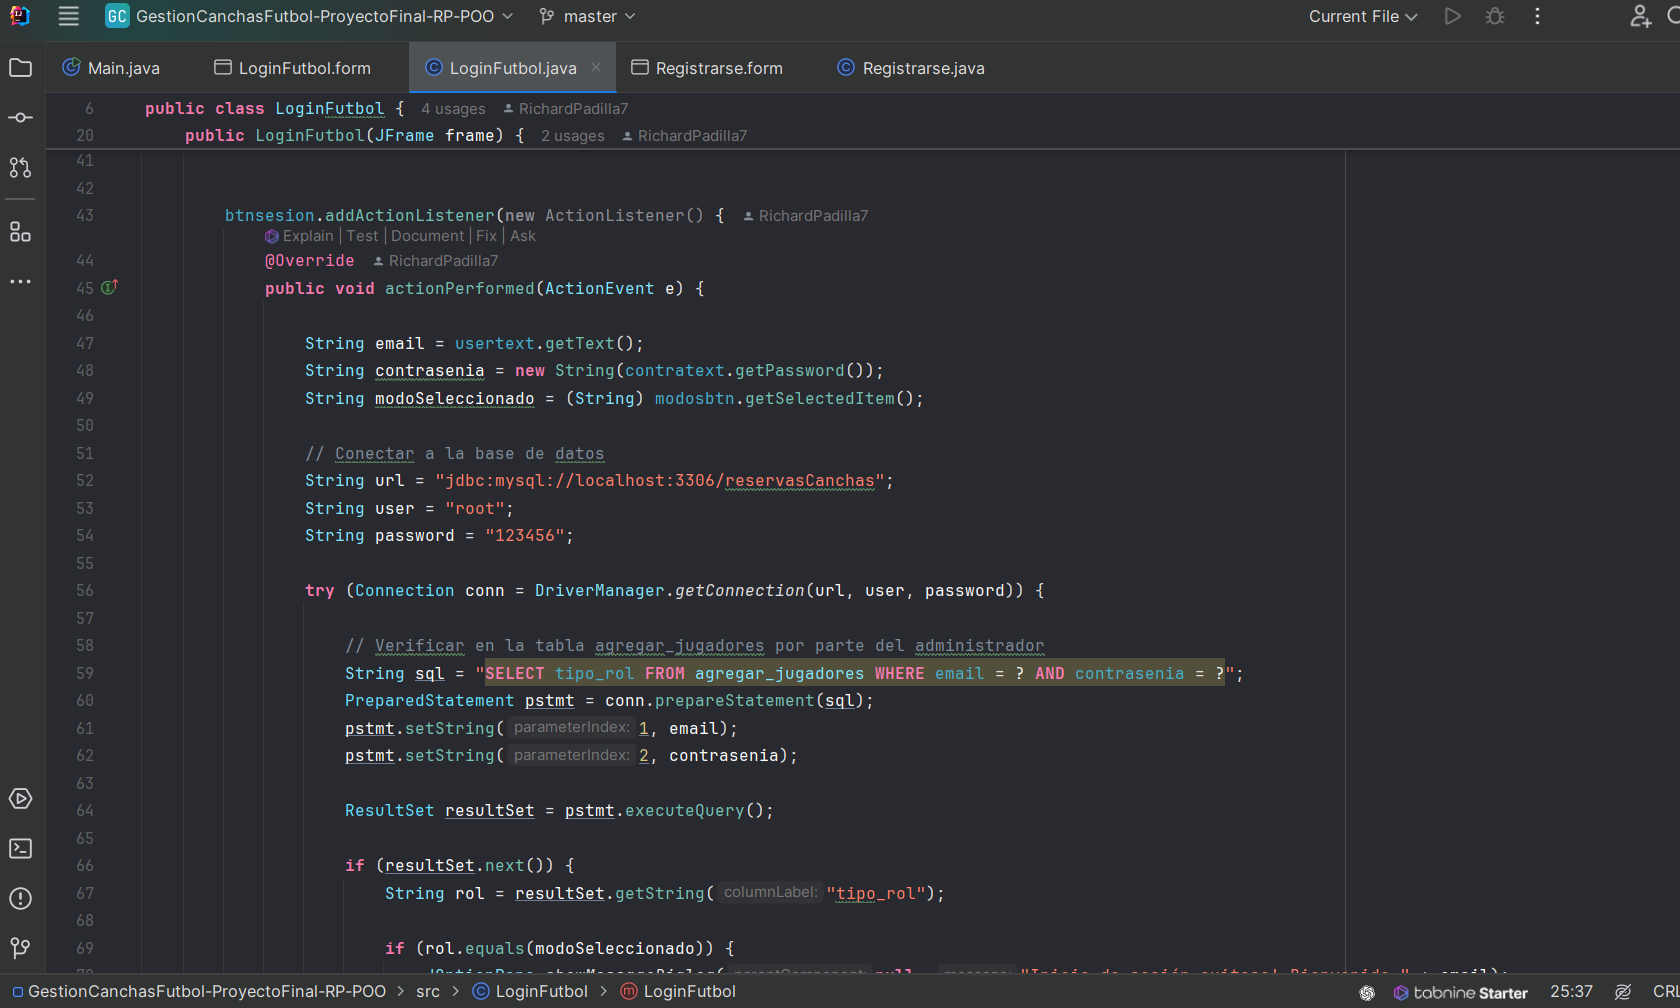 GC GestionCanchasFutbol-ProyectoFinal-RP-POO master Current File
Main.java LoginFutbol.form LoginFutbol.java Registrarse.form Registrarse.java
6 public class LoginFutbol { 4 usages RichardPadilla7
20 public LoginFutbol(JFrame frame) { 2 usages RichardPadilla7
41
42
43 btnsesion.addActionListener(new ActionListener() { RichardPadilla7
Explain | Test | Document | Fix | Ask
44 @Override RichardPadilla7
45 public void actionPerformed(ActionEvent e) {
46
47 String email = usertext.getText();
48 String contrasenia = new String(contratext.getPassword());
49 String modoSeleccionado = (String) modosbtn.getSelectedItem();
50
51 // Conectar a la base de datos
52 String url = "jdbc:mysql://localhost:3306/reservasCanchas";
53 String user = "root";
54 String password = "123456";
55
56 try (Connection conn = DriverManager.getConnection(url, user, password)) {
57
58 // Verificar en la tabla agregar_jugadores por parte del administrador
59 String sql = "SELECT tipo_rol FROM agregar_jugadores WHERE email = ? AND contrasenia = ?";
60 PreparedStatement pstmt = conn.prepareStatement(sql);
61 pstmt.setString( parameterIndex: 1, email);
62 pstmt.setString( parameterIndex: 2, contrasenia);
63
64 ResultSet resultSet = pstmt.executeQuery();
65
66 if (resultSet.next()) {
67 String rol = resultSet.getString( columnLabel: "tipo_rol");
68
69 if (rol.equals(modoSeleccionado)) {
GestionCanchasFutbol-ProyectoFinal-RP-POO > src > LoginFutbol > LoginFutbol tabnine Starter 25:37